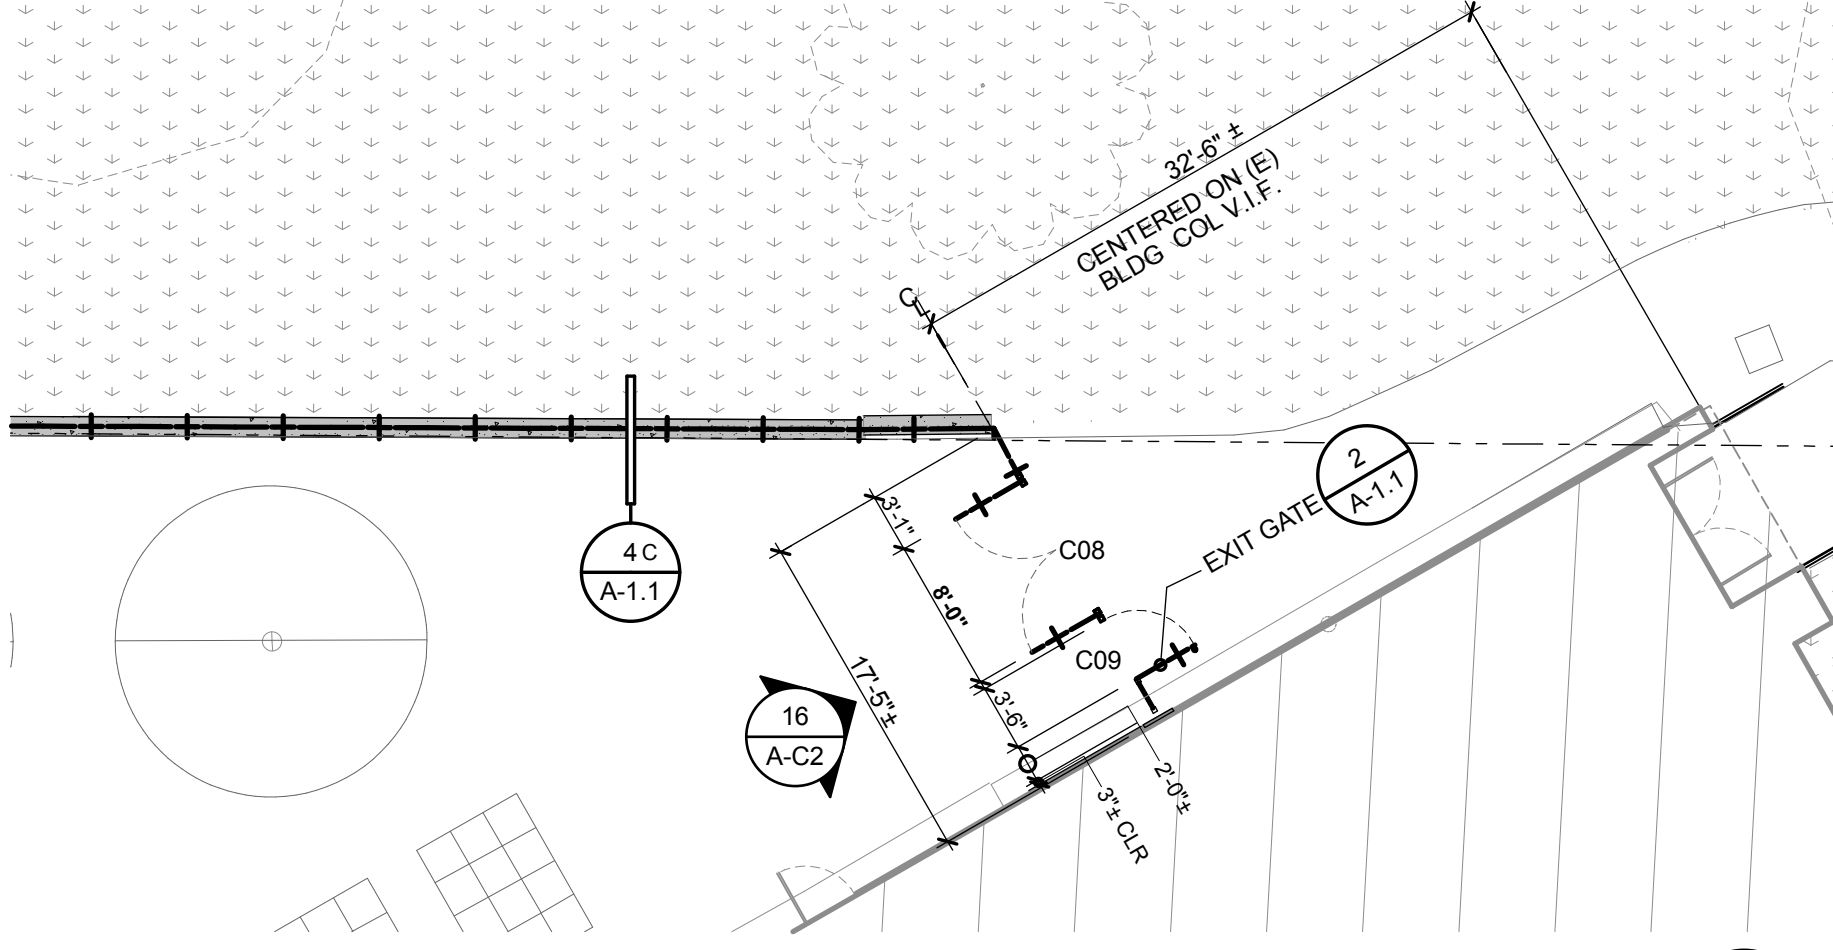 32'-6" ±
CENTERED ON (E)
BLDG COL V.I.F.
CL
2
A-1.1
3'-1"
EXIT GATE
4 C
A-1.1
C08
8'-0"
C09
17'-5"±
3'-6"
16
A-C2
2'-0"±
3"± CLR